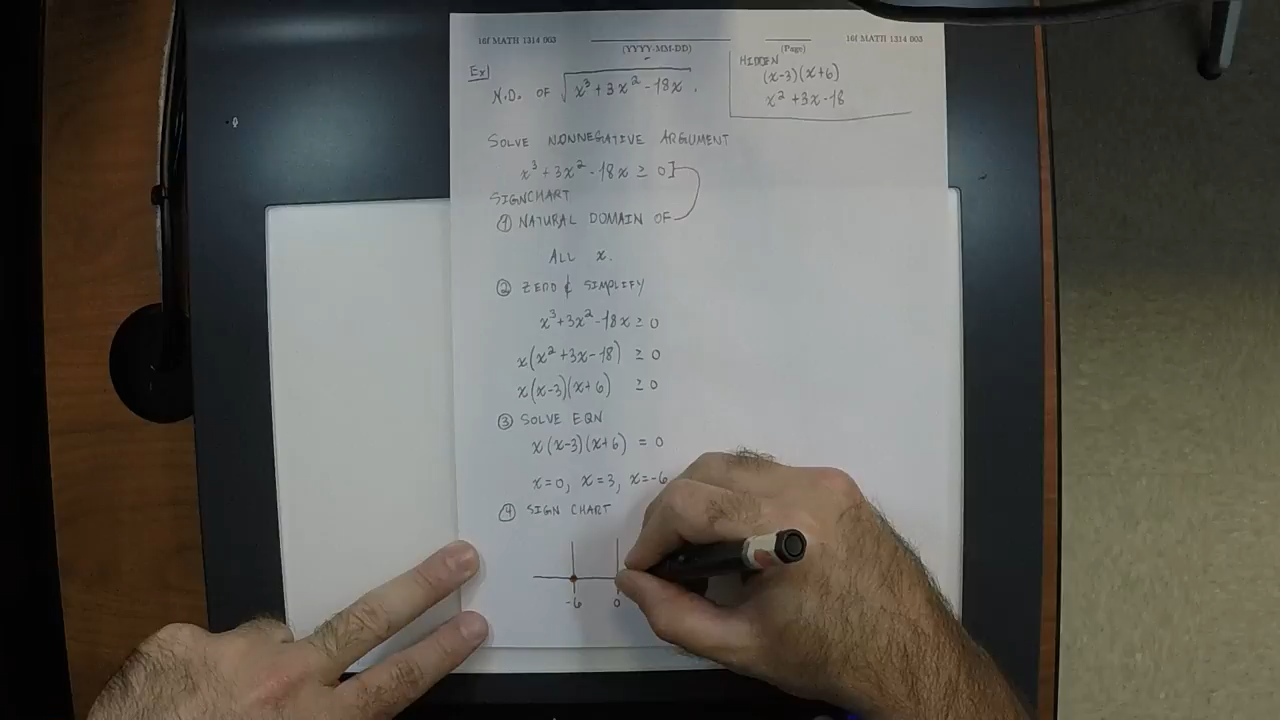 16f MATH 1314 003 (YYYY-MM-DD) (Page) 16f MATH 1314 003
Ex
N.D. OF √x³+3x²-18x.
HIDDEN
(x-3)(x+6)
x²+3x-18
SOLVE NONNEGATIVE ARGUMENT
x³+3x²-18x ≥ 0]
SIGNCHART
① NATURAL DOMAIN OF
ALL x.
② ZERO & SIMPLIFY
x³+3x²-18x ≥ 0
x(x²+3x-18) ≥ 0
x(x-3)(x+6) ≥ 0
③ SOLVE EQN
x(x-3)(x+6) = 0
x=0, x=3, x=-6
④ SIGN CHART
-6 0